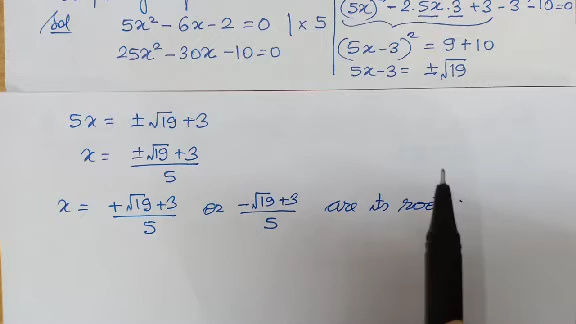 Sol 5x² - 6x - 2 = 0 | × 5
25x² - 30x - 10 = 0
(5x)² - 2.5x.3 + 3² - 3² - 10 = 0
(5x - 3)² = 9 + 10
5x - 3 = ± √19
5x = ± √19 + 3
x = (± √19 + 3)/5
x = (+√19 + 3)/5 or (-√19 + 3)/5 are its